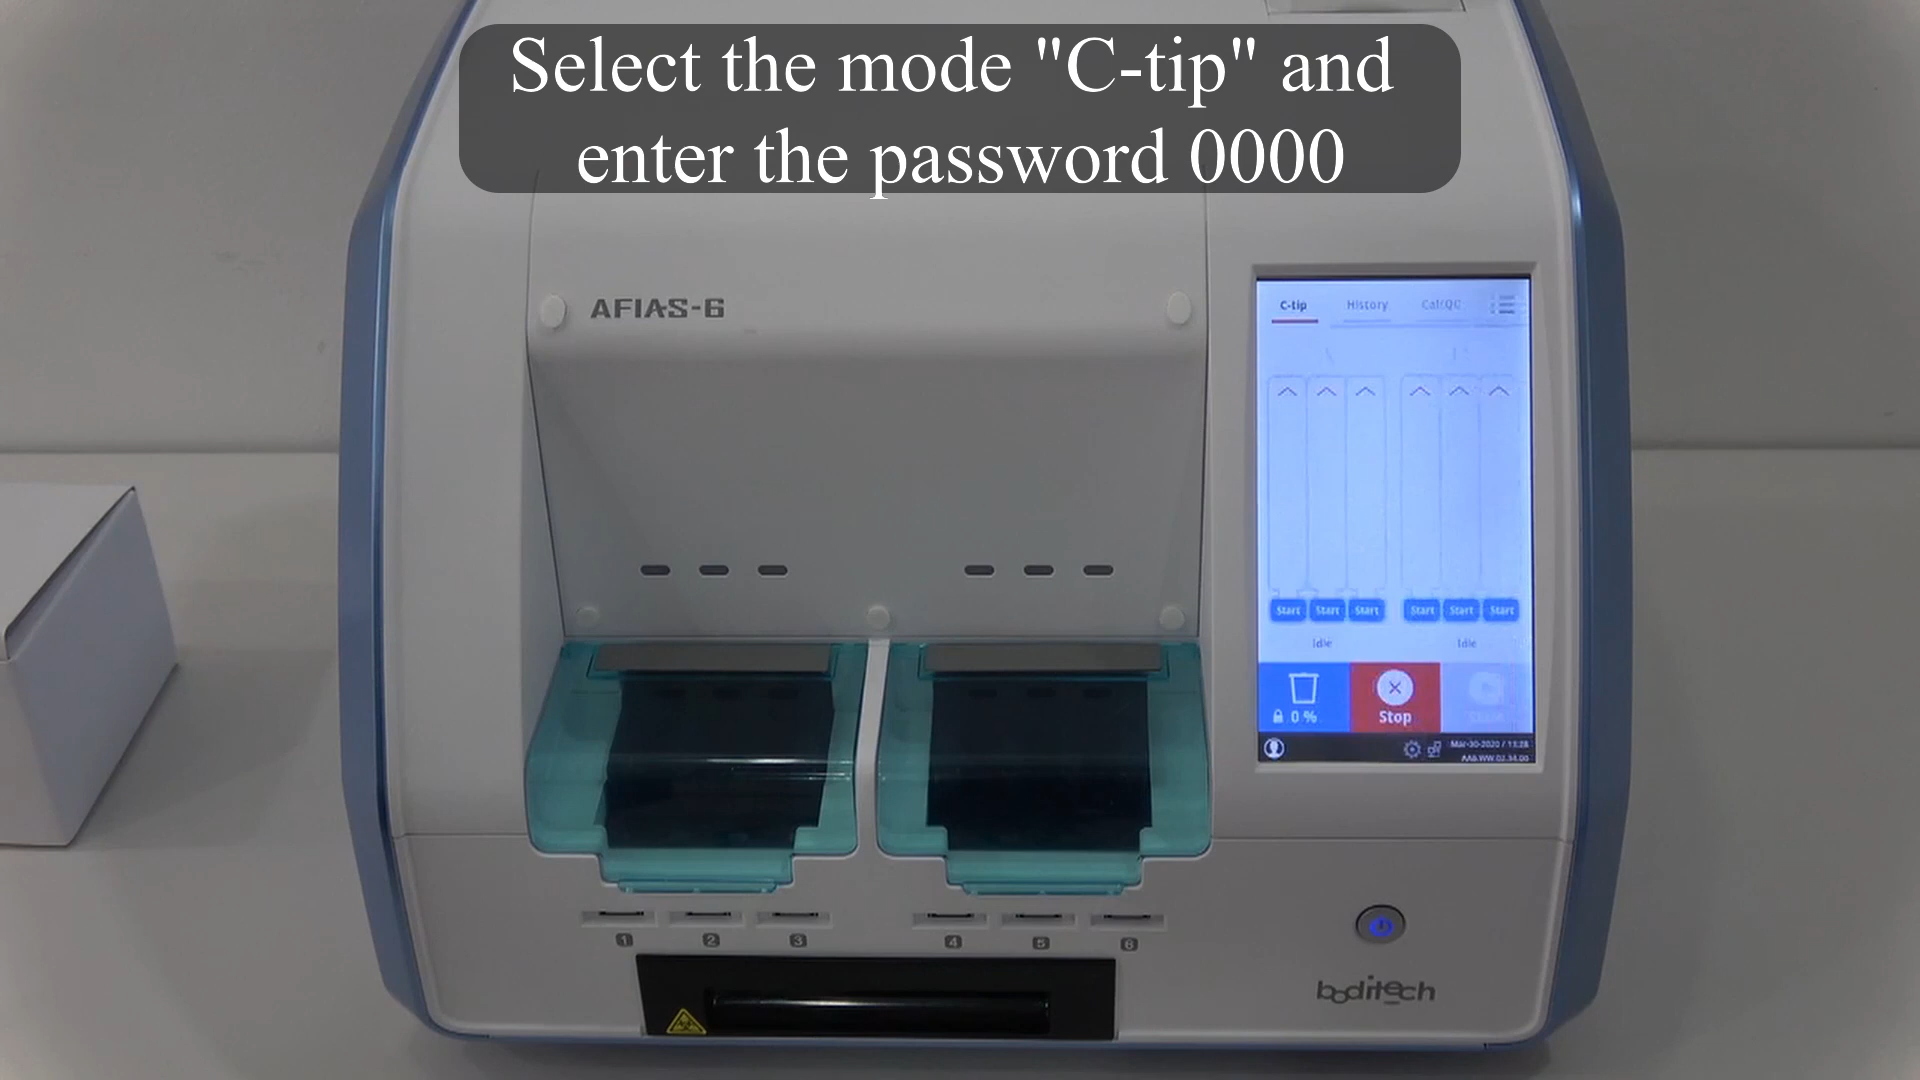 Select the mode "C-tip" and
enter the password 0000
AFIAS-6
C-tip History Cal/QC
Start Start Start Start Start Start
Idle Idle
0 % Stop
Mar-30-2020 / 13:28
1 2 3 4 5 6
boditech